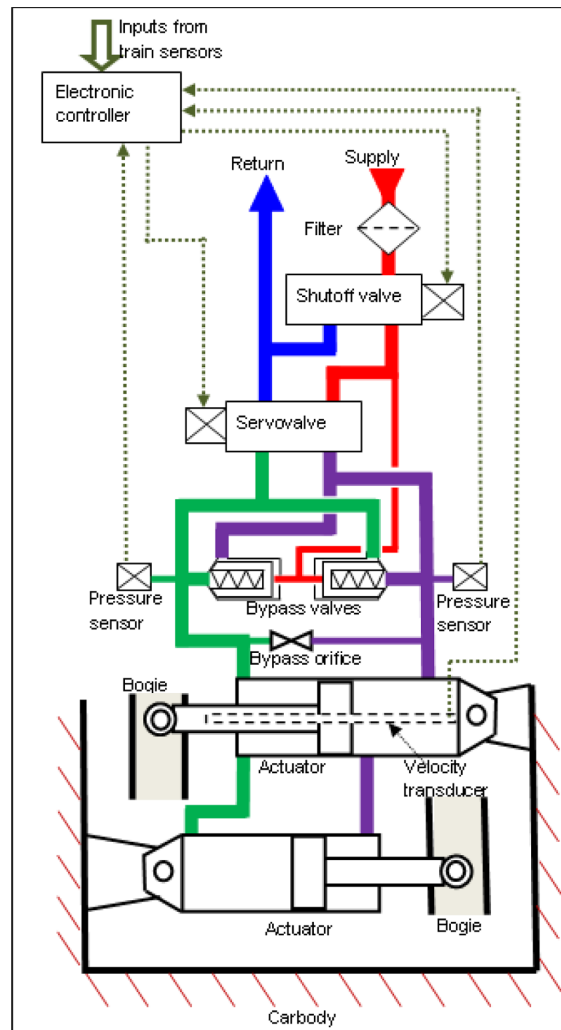 Inputs from
train sensors
Electronic
controller
Return
Supply
Filter
Shutoff valve
Servovalve
Pressure
sensor
Bypass valves
Pressure
sensor
Bypass orifice
Bogie
Actuator
Velocity
transducer
Actuator
Bogie
Carbody